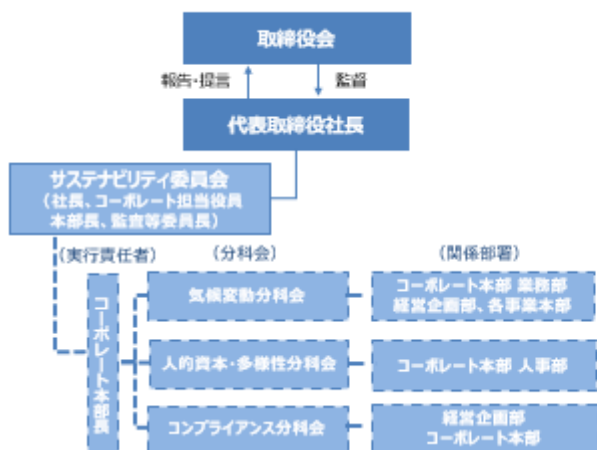 取締役会
報告・提言
監督
代表取締役社長
サステナビリティ委員会
(社長、コーポレート担当役員
本部長、監査等委員長)
(実行責任者)
(分科会)
(関係部署)
コーポレート本部長
気候変動分科会
コーポレート本部 業務部
経営企画部、各事業本部
人的資本・多様性分科会
コーポレート本部 人事部
コンプライアンス分科会
経営企画部
コーポレート本部